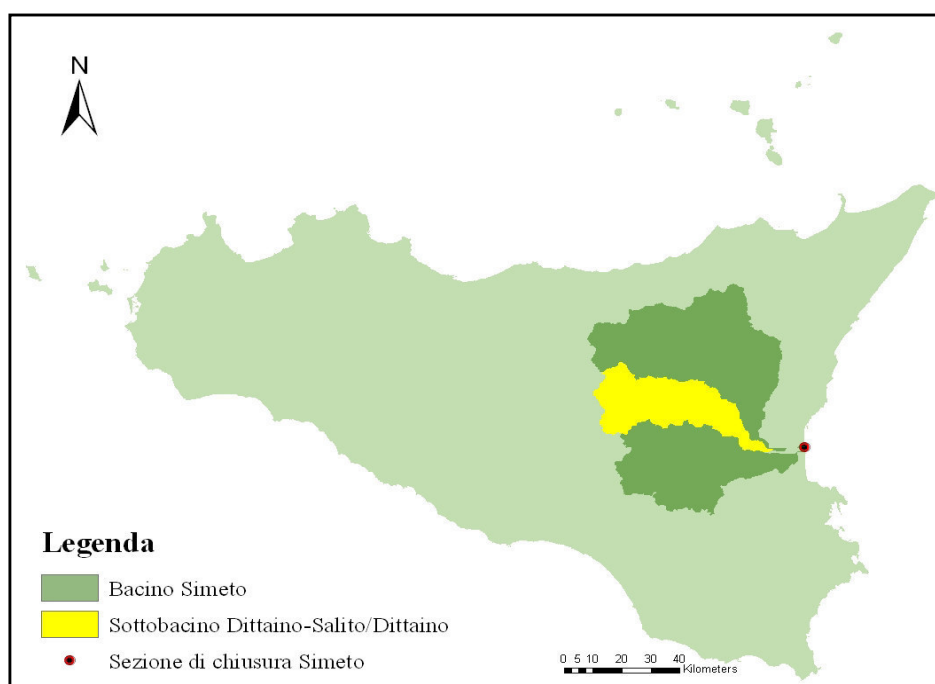 N
Legenda
Bacino Simeto
Sottobacino Dittaino-Salito/Dittaino
Sezione di chiusura Simeto
0 5 10 20 30 40
Kilometers